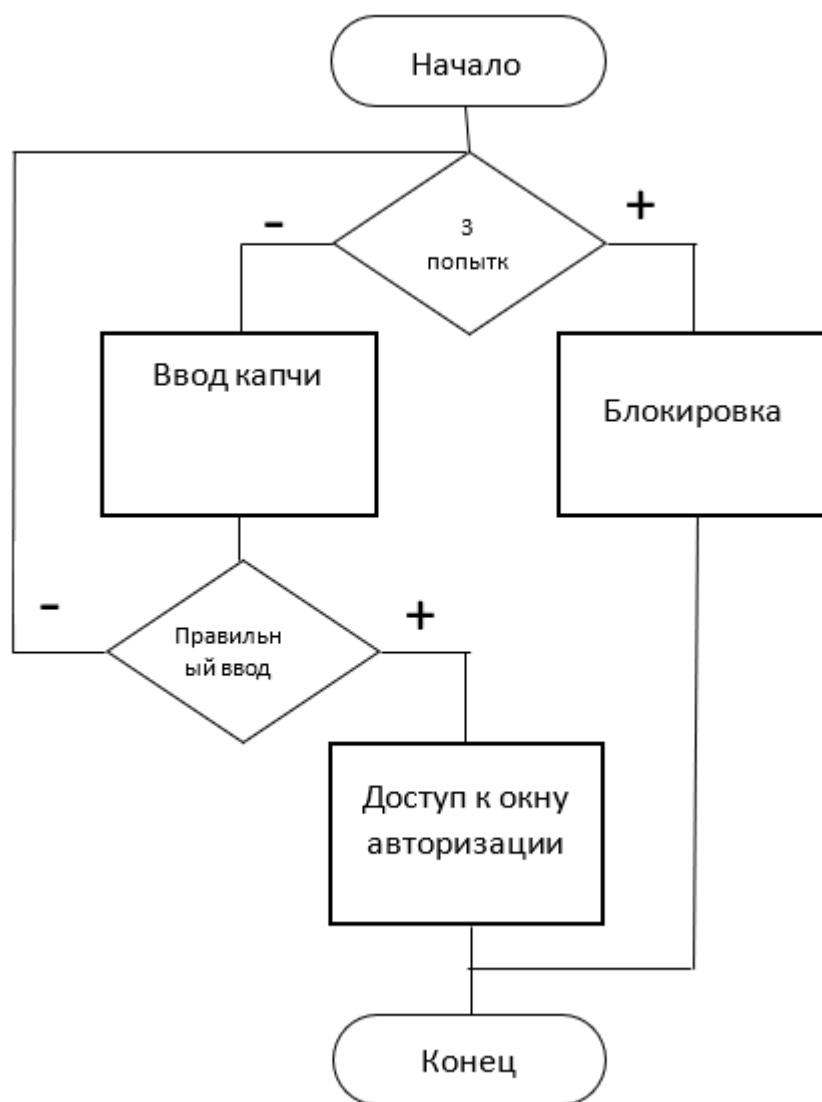 Начало
-
+
3
попытк
Ввод капчи
Блокировка
-
+
Правильн
ый ввод
Доступ к окну
авторизации
Конец